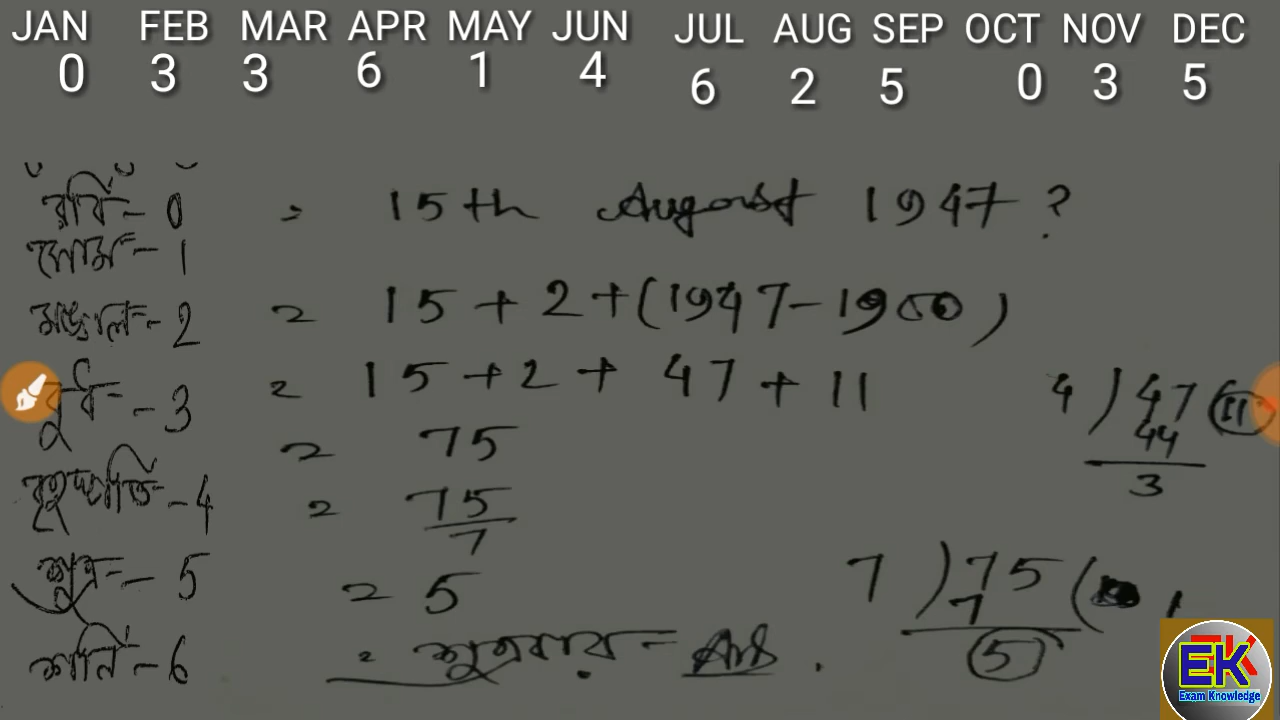 JAN FEB MAR APR MAY JUN JUL AUG SEP OCT NOV DEC
0 3 3 6 1 4 6 2 5 0 3 5
রবি - 0
= 15th August 1947 ?
সোম - 1
মঙ্গল - 2
= 15 + 2 + (1947 - 1900)
বুধ - 3
= 15 + 2 + 47 + 11
4 ) 47 ( 11
44
3
= 75
বৃহস্পতি - 4
= 75
7
শুক্র - 5
= 5
7 ) 75 ( 1
7
5
শনি - 6
= শুক্রবার = Ans .
EK
Exam Knowledge